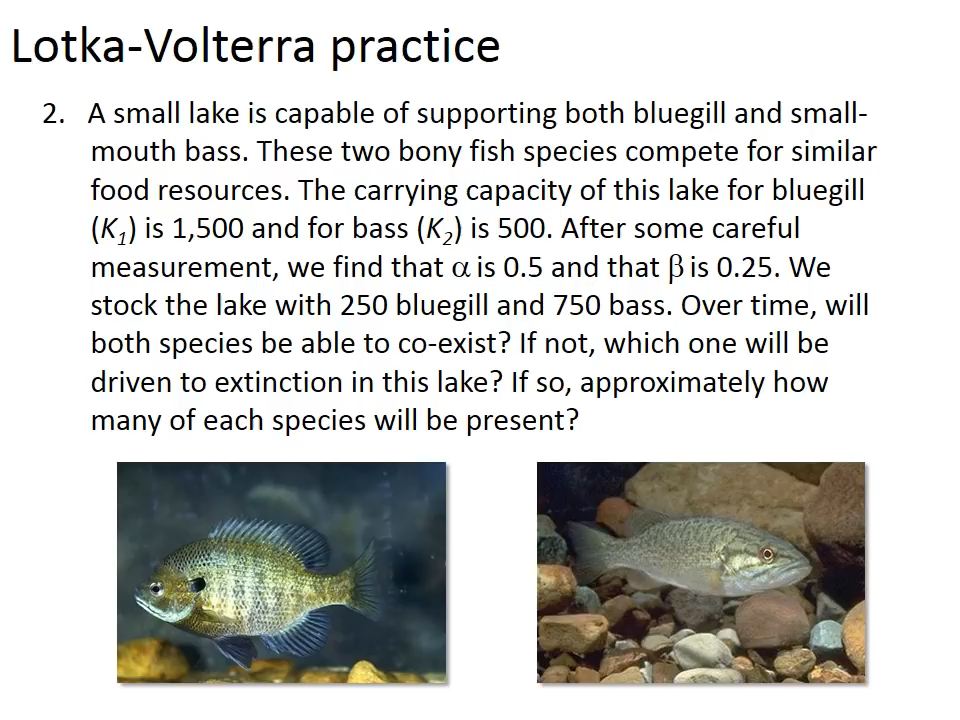 Lotka-Volterra practice
2. A small lake is capable of supporting both bluegill and small-
mouth bass. These two bony fish species compete for similar
food resources. The carrying capacity of this lake for bluegill
(K₁) is 1,500 and for bass (K₂) is 500. After some careful
measurement, we find that α is 0.5 and that β is 0.25. We
stock the lake with 250 bluegill and 750 bass. Over time, will
both species be able to co-exist? If not, which one will be
driven to extinction in this lake? If so, approximately how
many of each species will be present?